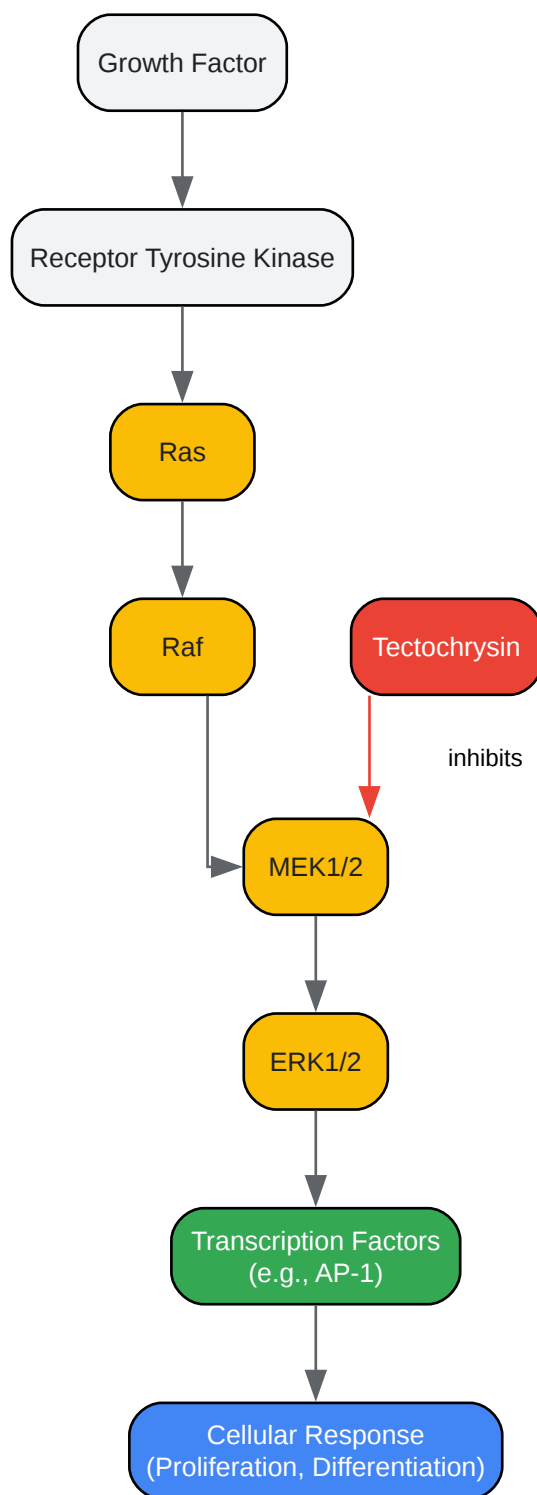 Growth Factor
Receptor Tyrosine Kinase
Ras
Raf
Tectochrysin
inhibits
MEK1/2
ERK1/2
Transcription Factors
(e.g., AP-1)
Cellular Response
(Proliferation, Differentiation)